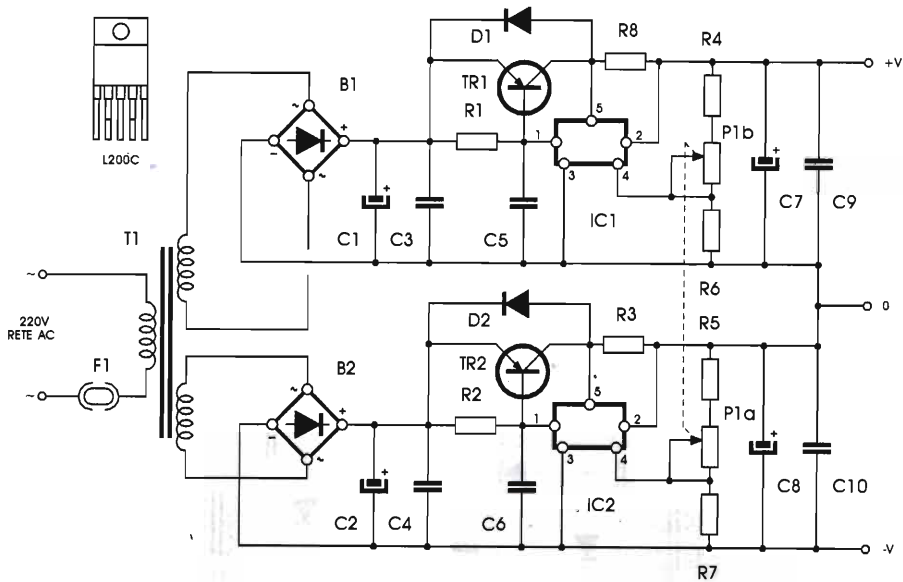 L200C
T1
~
220V
RETE AC
F1
~
B1
~
-
+
~
+
C1
C3
R1
D1
TR1
C5
1
5
2
3
4
IC1
R8
R4
P1b
R6
+
C7
C9
+V
0
B2
~
-
+
~
+
C2
C4
R2
D2
TR2
C6
1
5
2
3
4
IC2
R3
R5
P1a
R7
+
C8
C10
-V